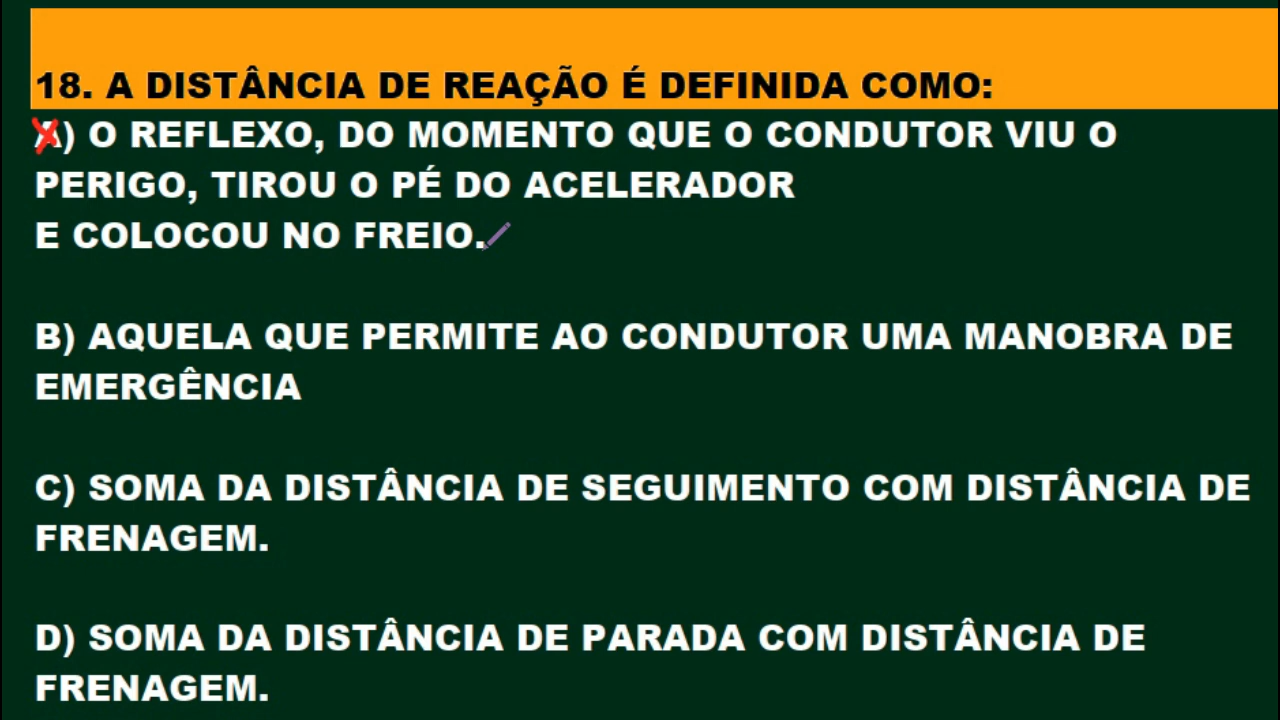 18. A DISTÂNCIA DE REAÇÃO É DEFINIDA COMO:
A) O REFLEXO, DO MOMENTO QUE O CONDUTOR VIU O
PERIGO, TIROU O PÉ DO ACELERADOR
E COLOCOU NO FREIO.
B) AQUELA QUE PERMITE AO CONDUTOR UMA MANOBRA DE
EMERGÊNCIA
C) SOMA DA DISTÂNCIA DE SEGUIMENTO COM DISTÂNCIA DE
FRENAGEM.
D) SOMA DA DISTÂNCIA DE PARADA COM DISTÂNCIA DE
FRENAGEM.